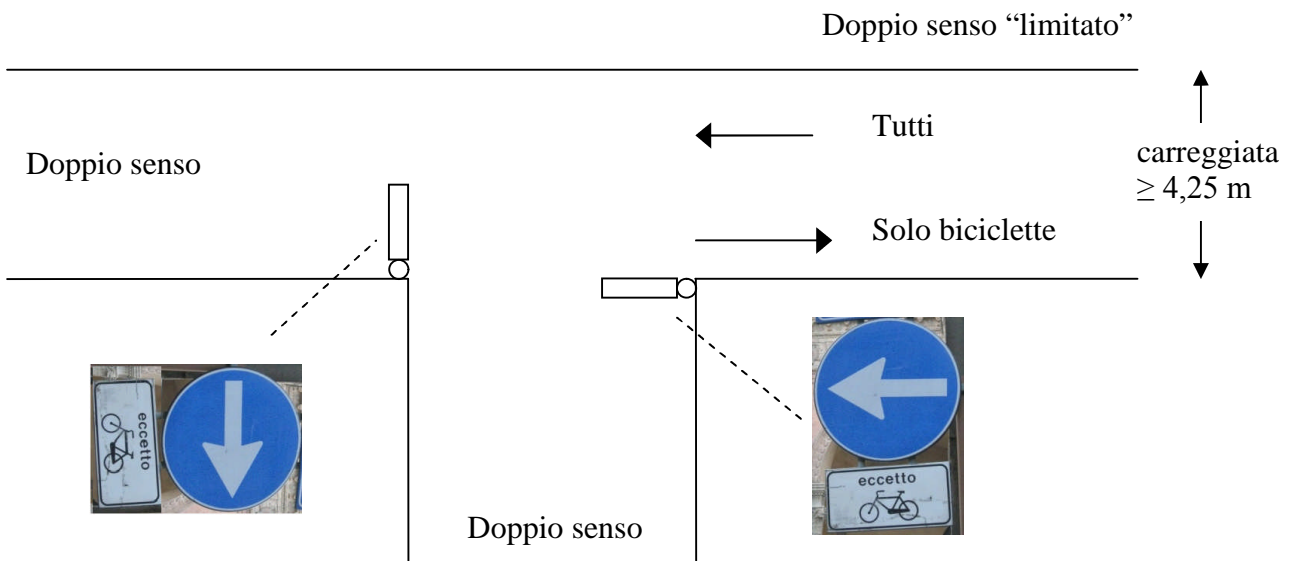 Doppio senso “limitato”
Tutti
Doppio senso
carreggiata
≥ 4,25 m
Solo biciclette
eccetto
eccetto
Doppio senso